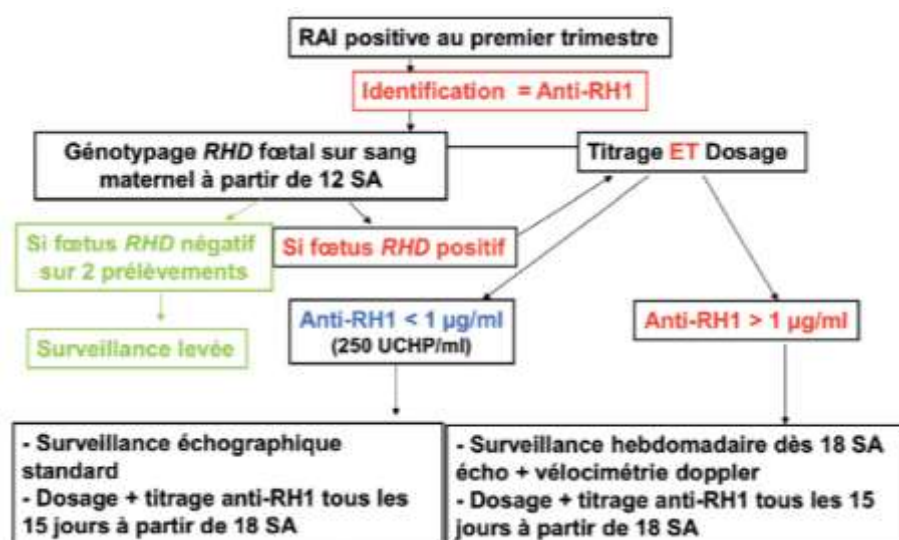 RAI positive au premier trimestre
Identification = Anti-RH1
Génotypage RHD fœtal sur sang
maternel à partir de 12 SA
Titrage ET Dosage
Si fœtus RHD négatif
sur 2 prélèvements
Si fœtus RHD positif
Surveillance levée
Anti-RH1 < 1 µg/ml
(250 UCHP/ml)
Anti-RH1 > 1 µg/ml
- Surveillance échographique
standard
- Dosage + titrage anti-RH1 tous les
15 jours à partir de 18 SA
- Surveillance hebdomadaire dès 18 SA
écho + vélocimétrie doppler
- Dosage + titrage anti-RH1 tous les 15
jours à partir de 18 SA